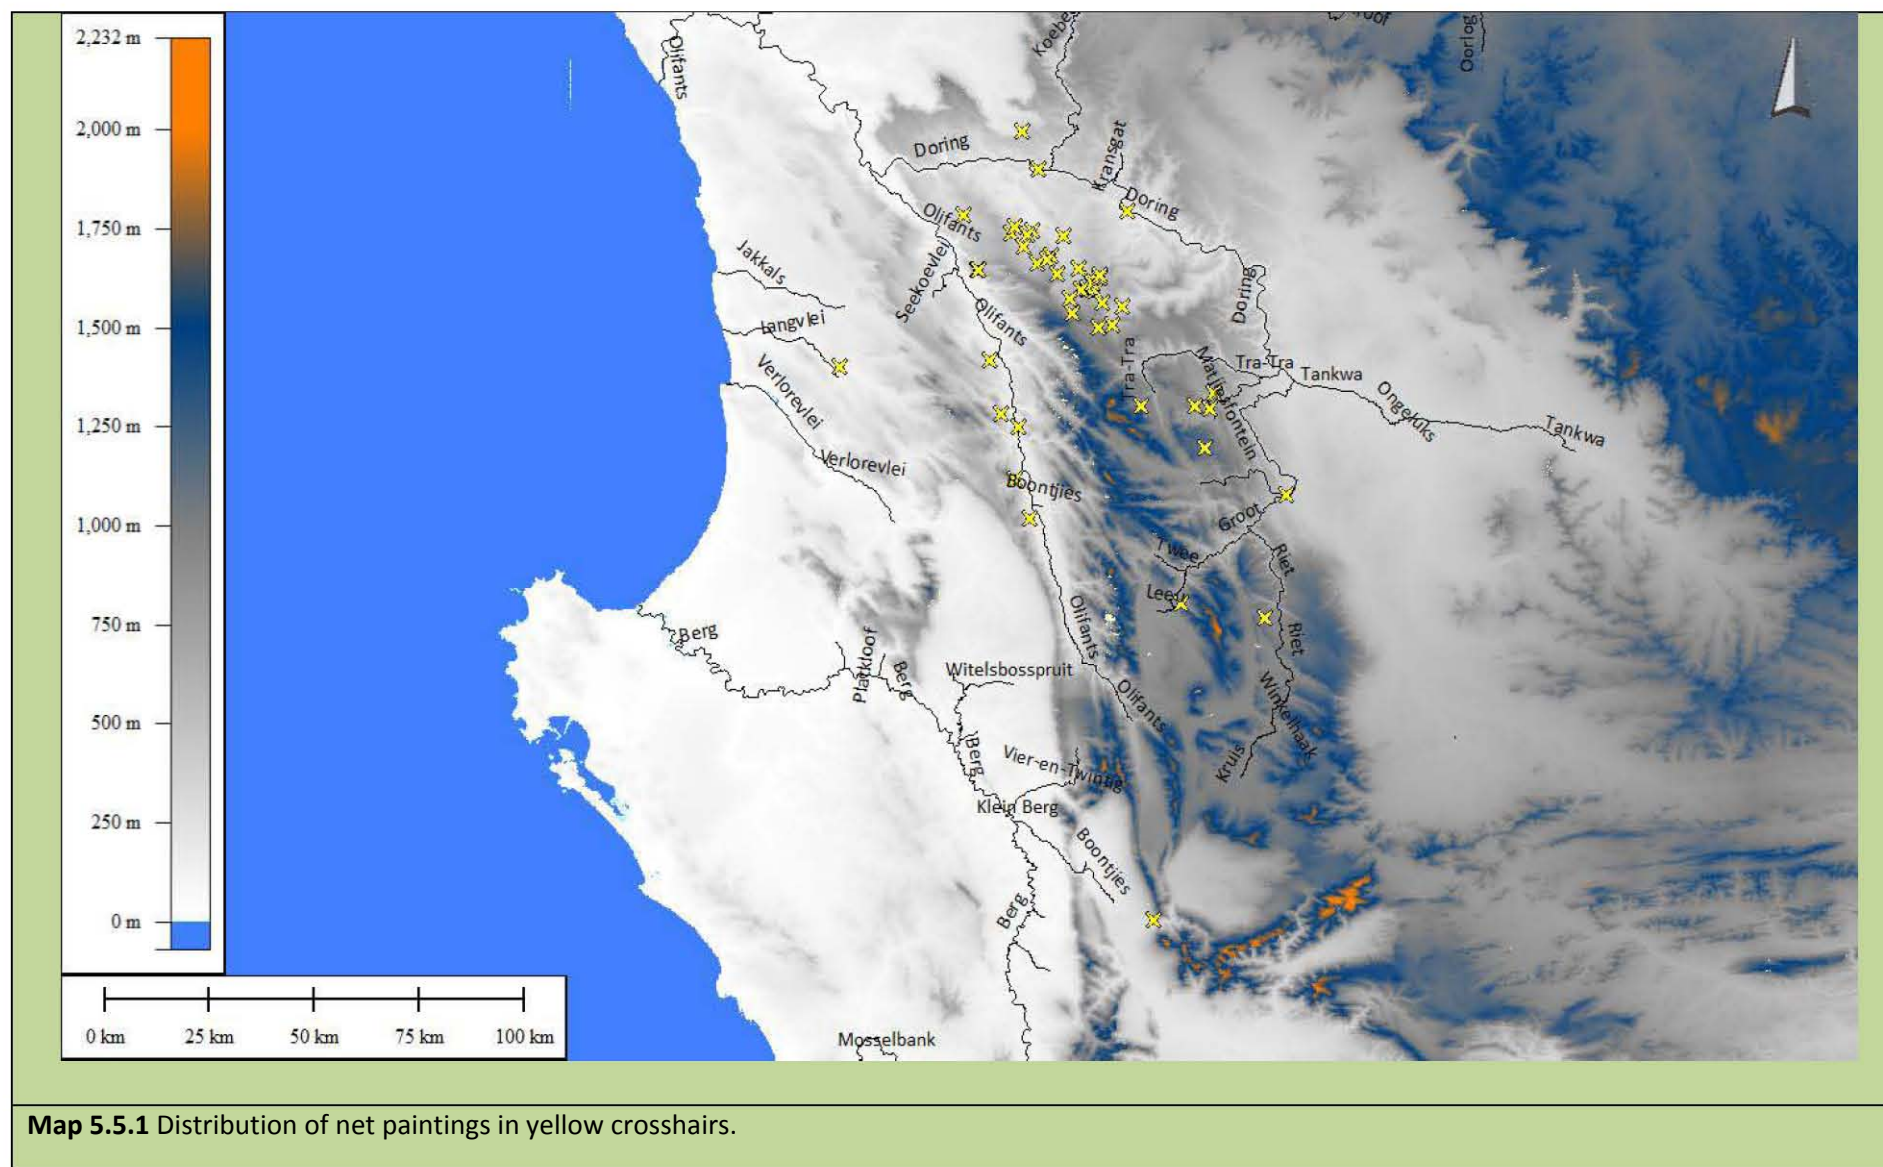 2,232 m
2,000 m
1,750 m
1,500 m
1,250 m
1,000 m
750 m
500 m
250 m
0 m
0 km
25 km
50 km
75 km
100 km
Olifants
Koebe
Oorlog
Doring
Kransgat
Doring
Olifants
Jakkals
Seekoevlei
Langvlei
Olifants
Doring
Verlorevlei
Tra-Tra
Matjiesfontein
Tra-Tra
Tankwa
Ongeluks
Tankwa
Verlorevlei
Boontjies
Groot
Twee
Riet
Leeu
Olifants
Berg
Riet
Platkloof
Berg
Witelsbosspruit
Olifants
Winkelhaak
Kruis
Berg
Vier-en-Twintig
Klein Berg
Boontjies
Berg
Mosselbank
Map 5.5.1 Distribution of net paintings in yellow crosshairs.